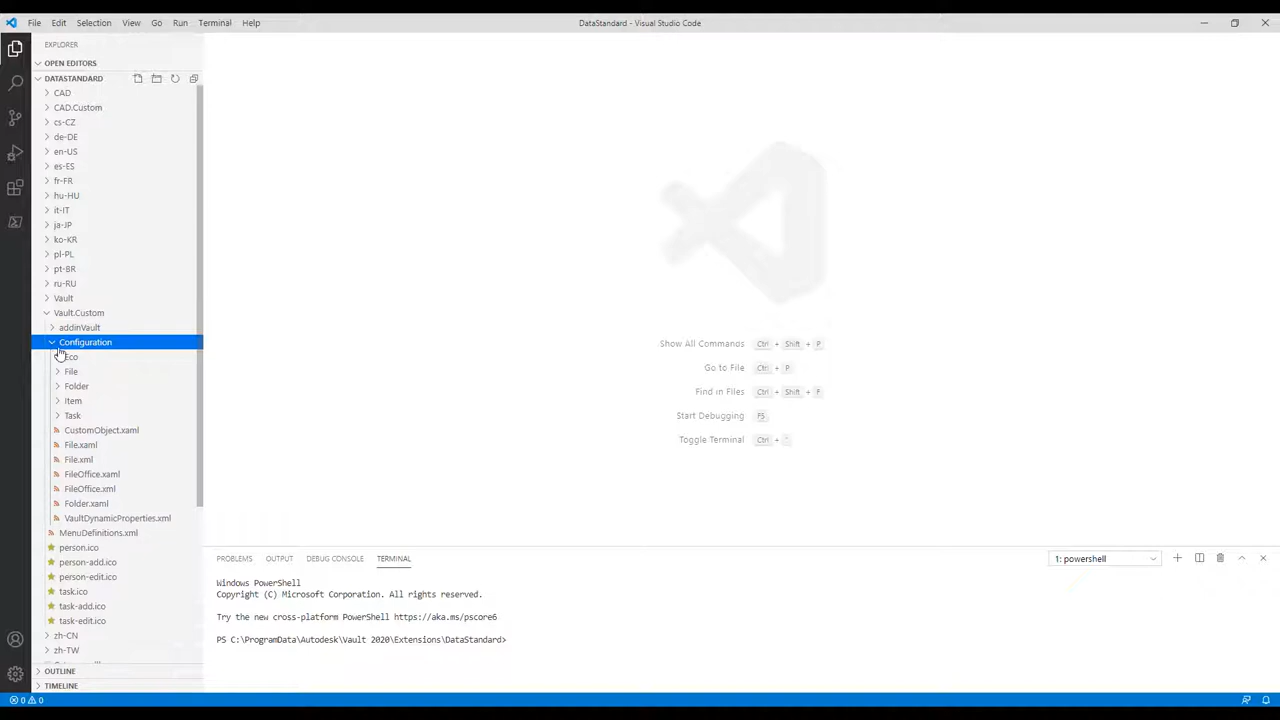 File Edit Selection View Go Run Terminal Help
DataStandard - Visual Studio Code
EXPLORER
OPEN EDITORS
DATASTANDARD
CAD
CAD.Custom
cs-CZ
de-DE
en-US
es-ES
fr-FR
hu-HU
it-IT
ja-JP
ko-KR
pl-PL
pt-BR
ru-RU
Vault
Vault.Custom
addinVault
Configuration
Eco
File
Folder
Item
Task
CustomObject.xaml
File.xaml
File.xml
FileOffice.xaml
FileOffice.xml
Folder.xaml
VaultDynamicProperties.xml
MenuDefinitions.xml
person.ico
person-add.ico
person-edit.ico
task.ico
task-add.ico
task-edit.ico
zh-CN
zh-TW
OUTLINE
TIMELINE
Show All Commands Ctrl + Shift + P
Go to File Ctrl + P
Find in Files Ctrl + Shift + F
Start Debugging F5
Toggle Terminal Ctrl + `
PROBLEMS OUTPUT DEBUG CONSOLE TERMINAL
1: powershell
Windows PowerShell
Copyright (C) Microsoft Corporation. All rights reserved.
Try the new cross-platform PowerShell https://aka.ms/pscore6
PS C:\ProgramData\Autodesk\Vault 2020\Extensions\DataStandard>
0 0